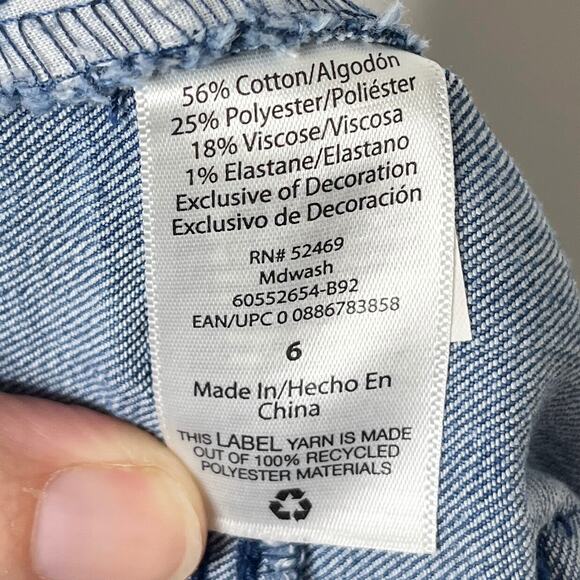 56% Cotton/Algodón
25% Polyester/Poliéster
18% Viscose/Viscosa
1% Elastane/Elastano
Exclusive of Decoration
Exclusivo de Decoración
RN# 52469
Mdwash
60552654-B92
EAN/UPC 0 0886783858
6
Made In/Hecho En
China
THIS LABEL YARN IS MADE
OUT OF 100% RECYCLED
POLYESTER MATERIALS